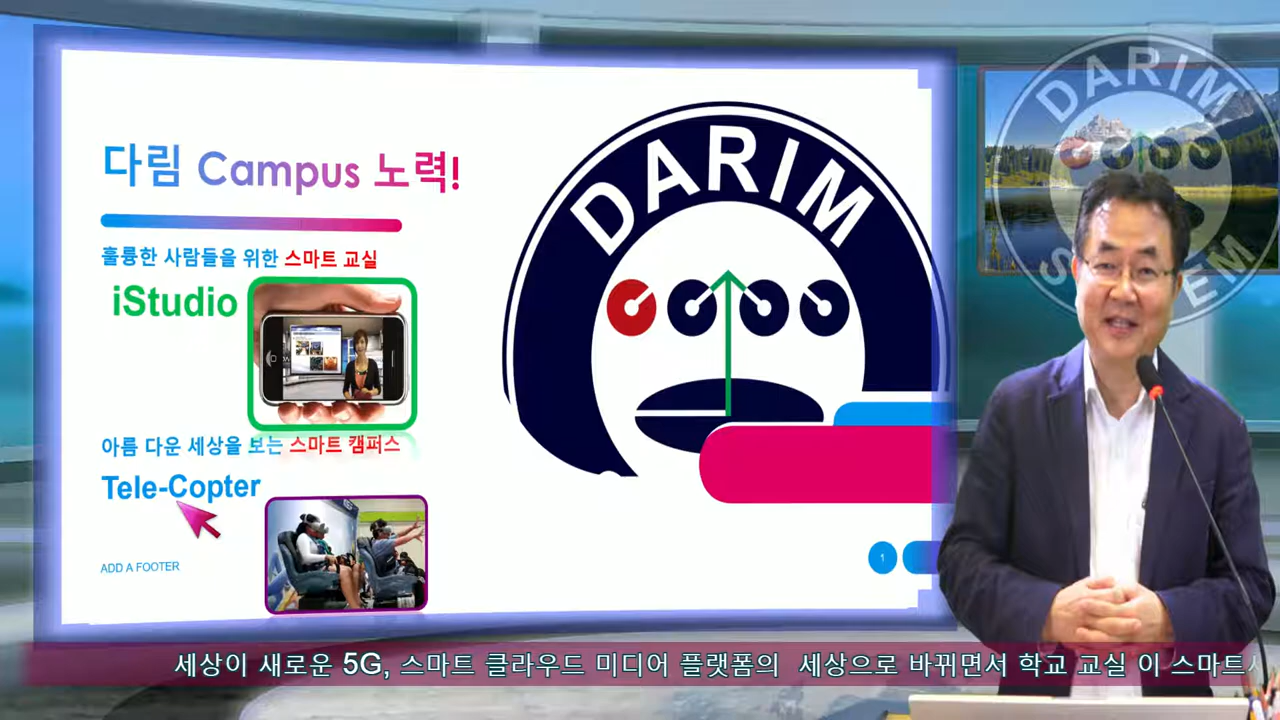 다림 Campus 노력!
훌륭한 사람들을 위한 스마트 교실
iStudio
아름 다운 세상을 보는 스마트 캠퍼스
Tele-Copter
ADD A FOOTER
DARIM
1
DARIM
세상이 새로운 5G, 스마트 클라우드 미디어 플랫폼의 세상으로 바뀌면서 학교 교실 이 스마트